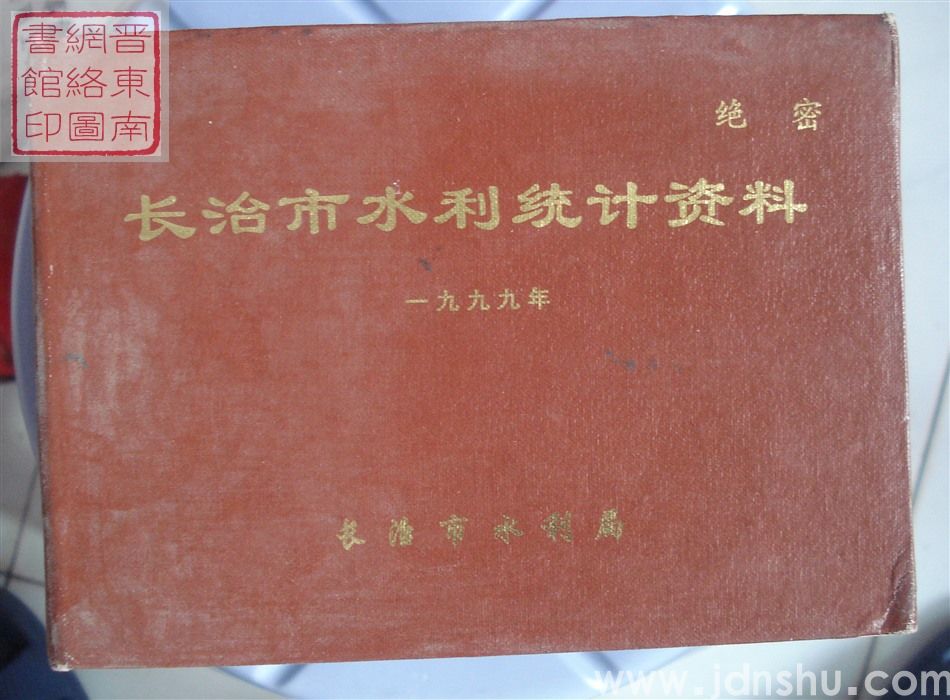 晋東南
網絡圖
書館印
绝 密
长治市水利统计资料
一九九九年
长治市水利局
www.jdnshu.com